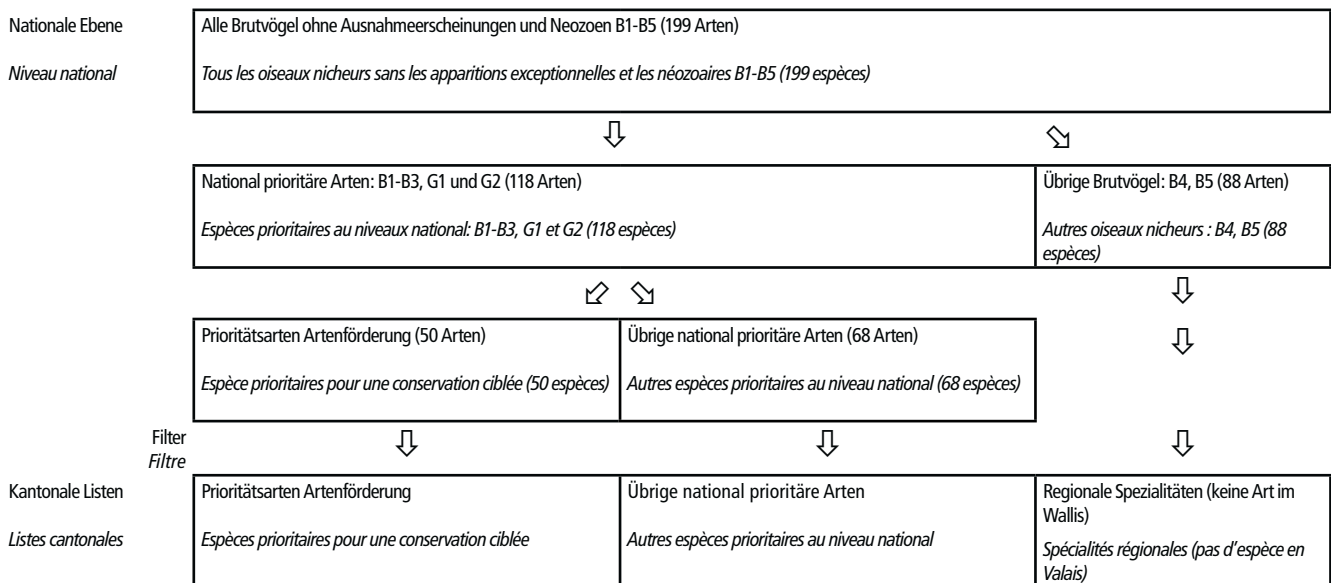 Nationale Ebene
Niveau national
Alle Brutvögel ohne Ausnahmeerscheinungen und Neozoen B1-B5 (199 Arten)
Tous les oiseaux nicheurs sans les apparitions exceptionnelles et les néozoaires B1-B5 (199 espèces)
National prioritäre Arten: B1-B3, G1 und G2 (118 Arten)
Espèces prioritaires au niveaux national: B1-B3, G1 et G2 (118 espèces)
Übrige Brutvögel: B4, B5 (88 Arten)
Autres oiseaux nicheurs : B4, B5 (88
espèces)
Prioritätsarten Artenförderung (50 Arten)
Espèce prioritaires pour une conservation ciblée (50 espèces)
Übrige national prioritäre Arten (68 Arten)
Autres espèces prioritaires au niveau national (68 espèces)
Filter
Filtre
Kantonale Listen
Listes cantonales
Prioritätsarten Artenförderung
Espèces prioritaires pour une conservation ciblée
Übrige national prioritäre Arten
Autres espèces prioritaires au niveau national
Regionale Spezialitäten (keine Art im
Wallis)
Spécialités régionales (pas d'espèce en
Valais)